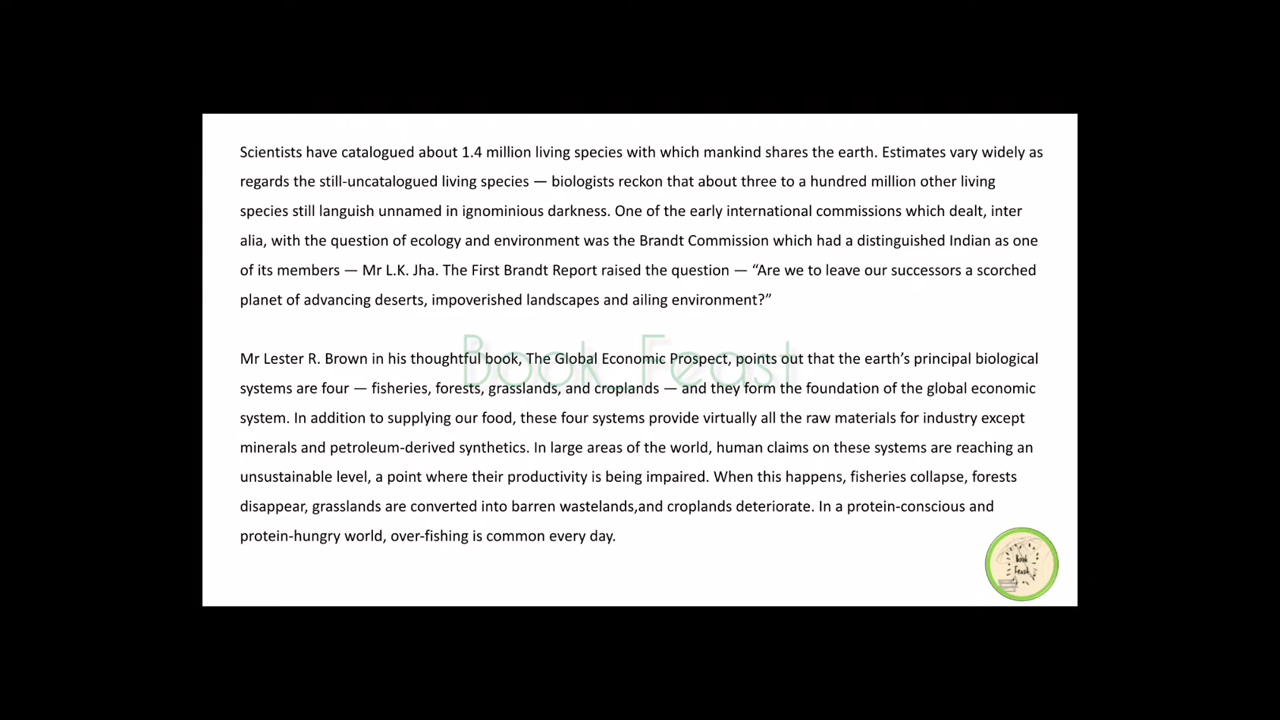 Scientists have catalogued about 1.4 million living species with which mankind shares the earth. Estimates vary widely as
regards the still-uncatalogued living species — biologists reckon that about three to a hundred million other living
species still languish unnamed in ignominious darkness. One of the early international commissions which dealt, inter
alia, with the question of ecology and environment was the Brandt Commission which had a distinguished Indian as one
of its members — Mr L.K. Jha. The First Brandt Report raised the question — “Are we to leave our successors a scorched
planet of advancing deserts, impoverished landscapes and ailing environment?”
Book_Feast
Mr Lester R. Brown in his thoughtful book, The Global Economic Prospect, points out that the earth’s principal biological
systems are four — fisheries, forests, grasslands, and croplands — and they form the foundation of the global economic
system. In addition to supplying our food, these four systems provide virtually all the raw materials for industry except
minerals and petroleum-derived synthetics. In large areas of the world, human claims on these systems are reaching an
unsustainable level, a point where their productivity is being impaired. When this happens, fisheries collapse, forests
disappear, grasslands are converted into barren wastelands,and croplands deteriorate. In a protein-conscious and
protein-hungry world, over-fishing is common every day.
Book
Feast